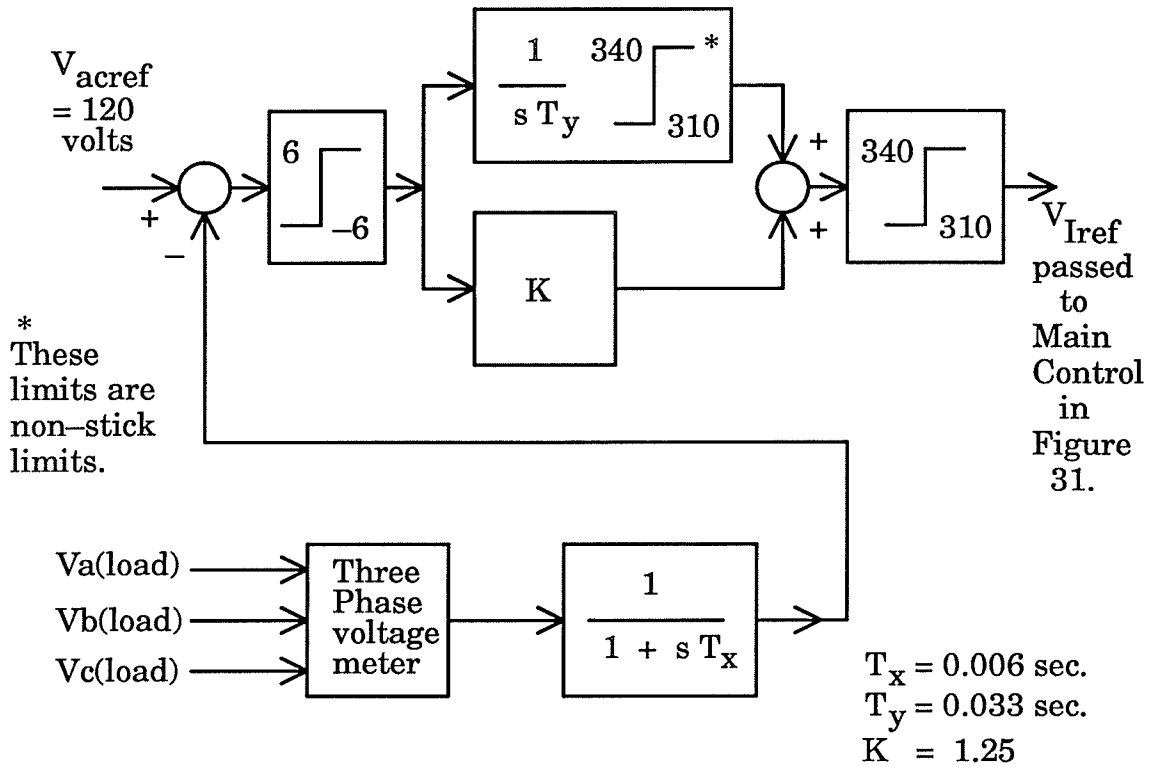 V acref
= 120
volts
+
−
6
−6
1
s T y
340
*
310
K
+
+
340
310
V Iref
passed
to
Main
Control
in
Figure
31.
*
These
limits are
non–stick
limits.
Va(load)
Vb(load)
Vc(load)
Three
Phase
voltage
meter
1
1 + s T x
T x = 0.006 sec.
T y = 0.033 sec.
K = 1.25